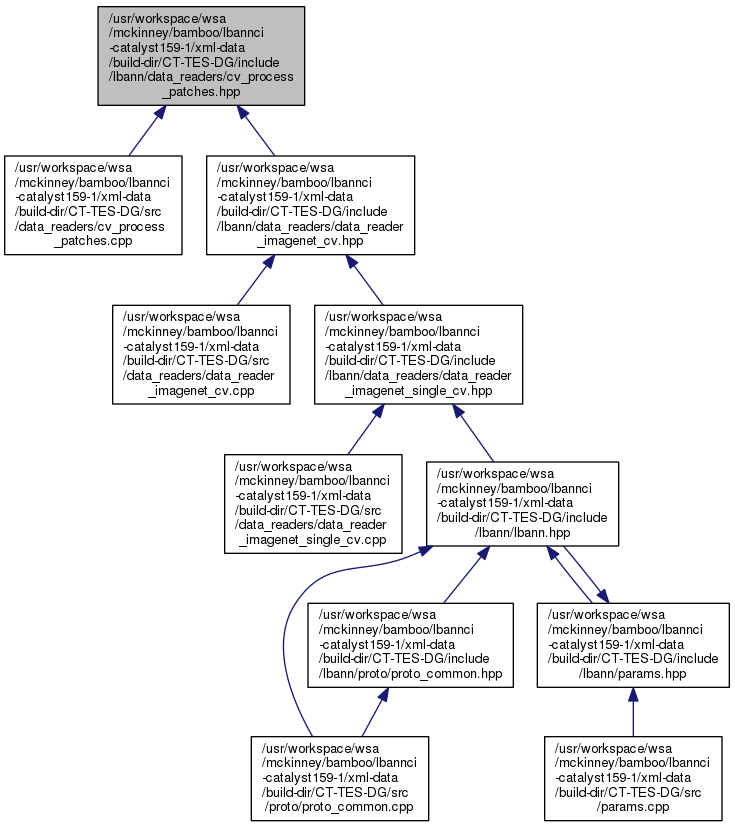 /usr/workspace/wsa
/mckinney/bamboo/lbannci
-catalyst159-1/xml-data
/build-dir/CT-TES-DG/include
/lbann/data_readers/cv_process
_patches.hpp
/usr/workspace/wsa
/mckinney/bamboo/lbannci
-catalyst159-1/xml-data
/build-dir/CT-TES-DG/src
/data_readers/cv_process
_patches.cpp
/usr/workspace/wsa
/mckinney/bamboo/lbannci
-catalyst159-1/xml-data
/build-dir/CT-TES-DG/include
/lbann/data_readers/data_reader
_imagenet_cv.hpp
/usr/workspace/wsa
/mckinney/bamboo/lbannci
-catalyst159-1/xml-data
/build-dir/CT-TES-DG/src
/data_readers/data_reader
_imagenet_cv.cpp
/usr/workspace/wsa
/mckinney/bamboo/lbannci
-catalyst159-1/xml-data
/build-dir/CT-TES-DG/include
/lbann/data_readers/data_reader
_imagenet_single_cv.hpp
/usr/workspace/wsa
/mckinney/bamboo/lbannci
-catalyst159-1/xml-data
/build-dir/CT-TES-DG/src
/data_readers/data_reader
_imagenet_single_cv.cpp
/usr/workspace/wsa
/mckinney/bamboo/lbannci
-catalyst159-1/xml-data
/build-dir/CT-TES-DG/include
/lbann/lbann.hpp
/usr/workspace/wsa
/mckinney/bamboo/lbannci
-catalyst159-1/xml-data
/build-dir/CT-TES-DG/include
/lbann/proto/proto_common.hpp
/usr/workspace/wsa
/mckinney/bamboo/lbannci
-catalyst159-1/xml-data
/build-dir/CT-TES-DG/include
/lbann/params.hpp
/usr/workspace/wsa
/mckinney/bamboo/lbannci
-catalyst159-1/xml-data
/build-dir/CT-TES-DG/src
/proto/proto_common.cpp
/usr/workspace/wsa
/mckinney/bamboo/lbannci
-catalyst159-1/xml-data
/build-dir/CT-TES-DG/src
/params.cpp